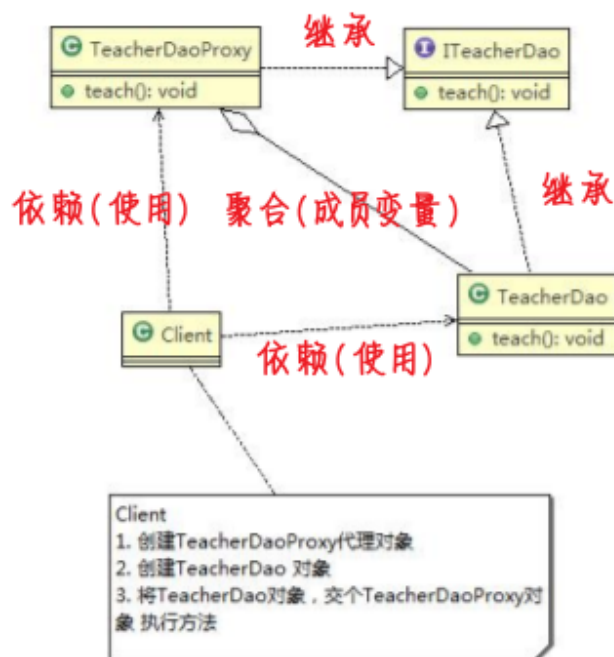 继承
C TeacherDaoProxy
I ITeacherDao
teach(): void
teach(): void
依赖(使用)
聚合(成员变量)
继承
C TeacherDao
teach(): void
C Client
依赖(使用)
Client
1. 创建TeacherDaoProxy代理对象
2. 创建TeacherDao 对象
3. 将TeacherDao对象，交个TeacherDaoProxy对
象 执行方法